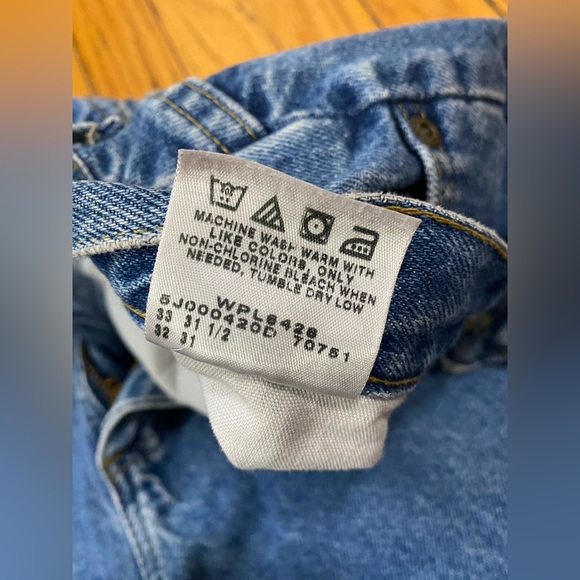 MACHINE WASH WARM WITH
LIKE COLORS ONLY
NON-CHLORINE BLEACH WHEN
NEEDED, TUMBLE DRY LOW
WPL6428
5J000420D 70751
33 31 1/2
32 31